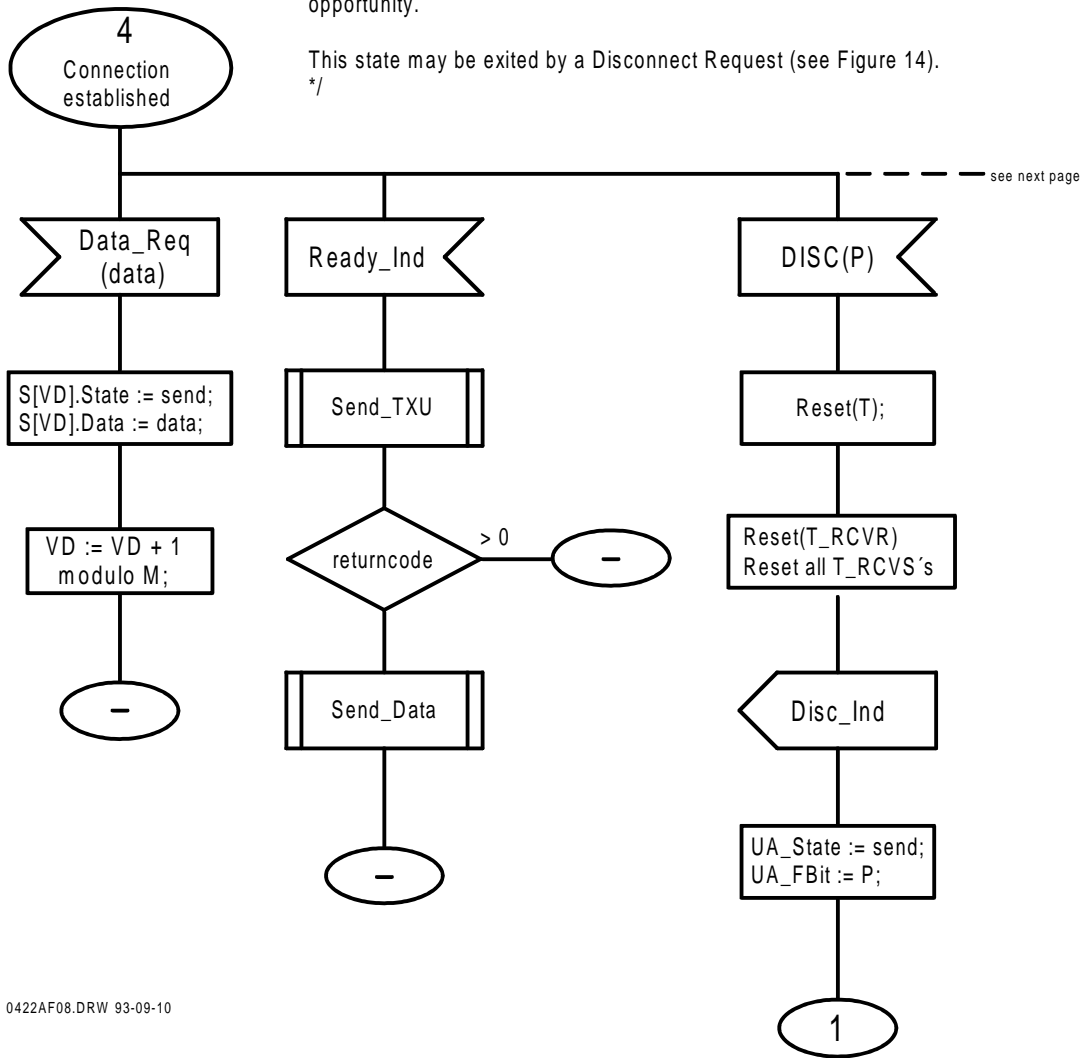 opportunity.
This state may be exited by a Disconnect Request (see Figure 14).
*/
4
Connection
established
see next page
Data_Req
(data)
Ready_Ind
DISC(P)
S[VD].State := send;
S[VD].Data := data;
Send_TXU
Reset(T);
VD := VD + 1
modulo M;
returncode
> 0
–
Reset(T_RCVR)
Reset all T_RCVS´s
–
Send_Data
Disc_Ind
–
UA_State := send;
UA_FBit := P;
0422AF08.DRW 93-09-10
1